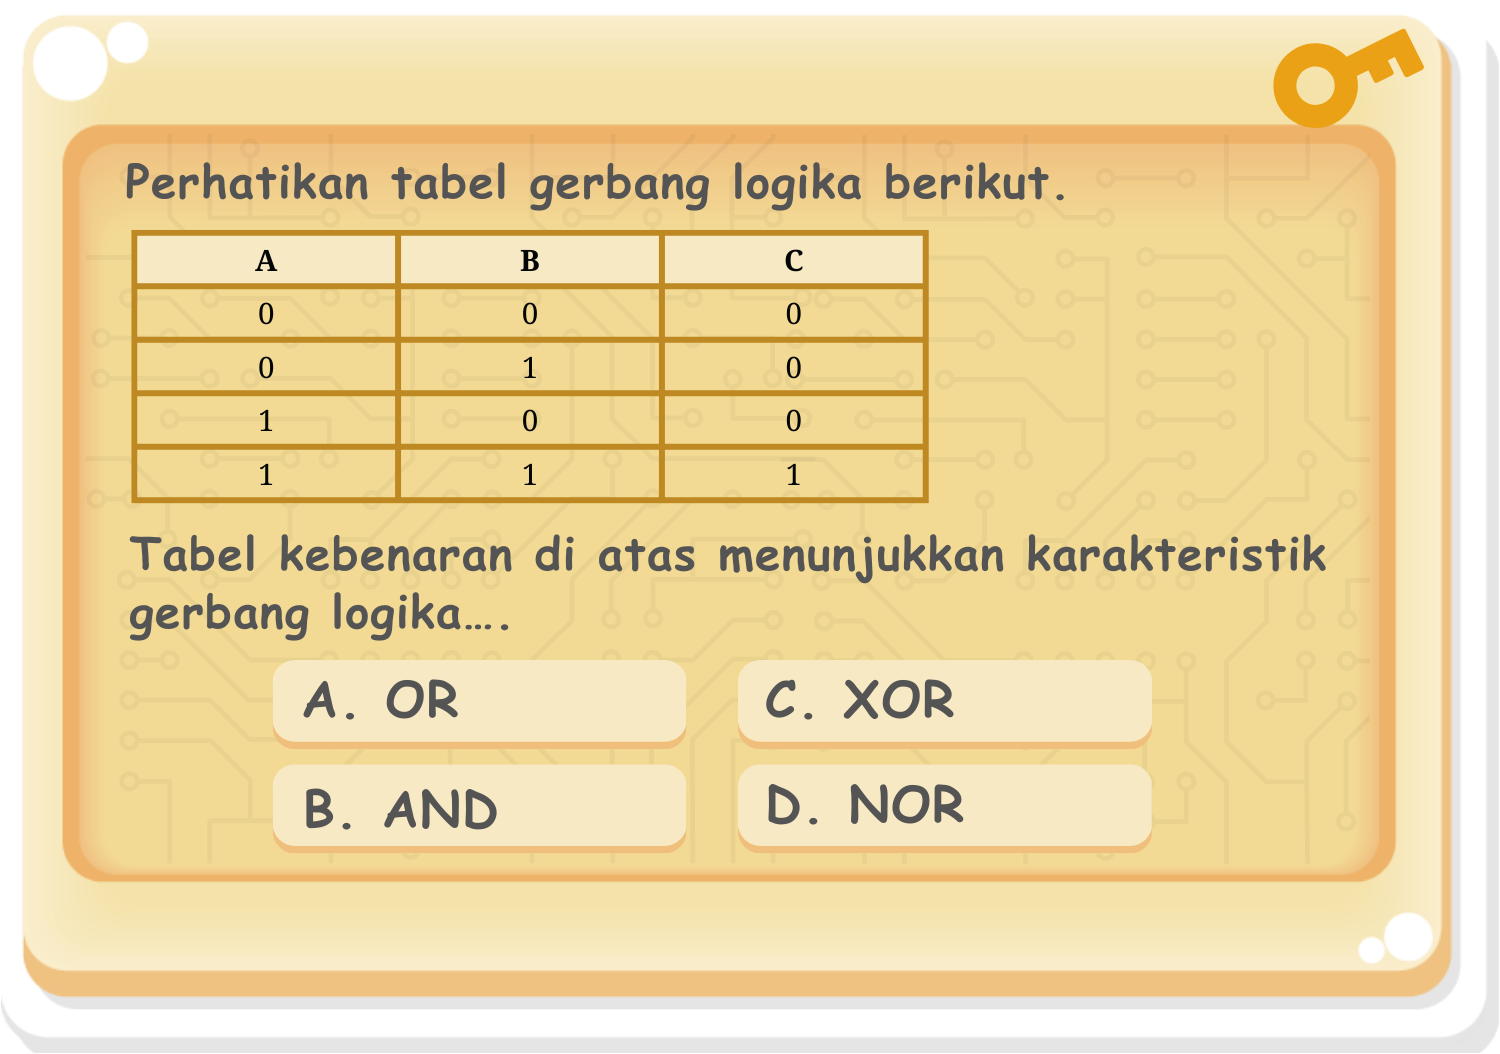 Perhatikan tabel gerbang logika berikut.
A B C
0 0 0
0 1 0
1 0 0
1 1 1
Tabel kebenaran di atas menunjukkan karakteristik
gerbang logika....
A. OR
C. XOR
B. AND
D. NOR